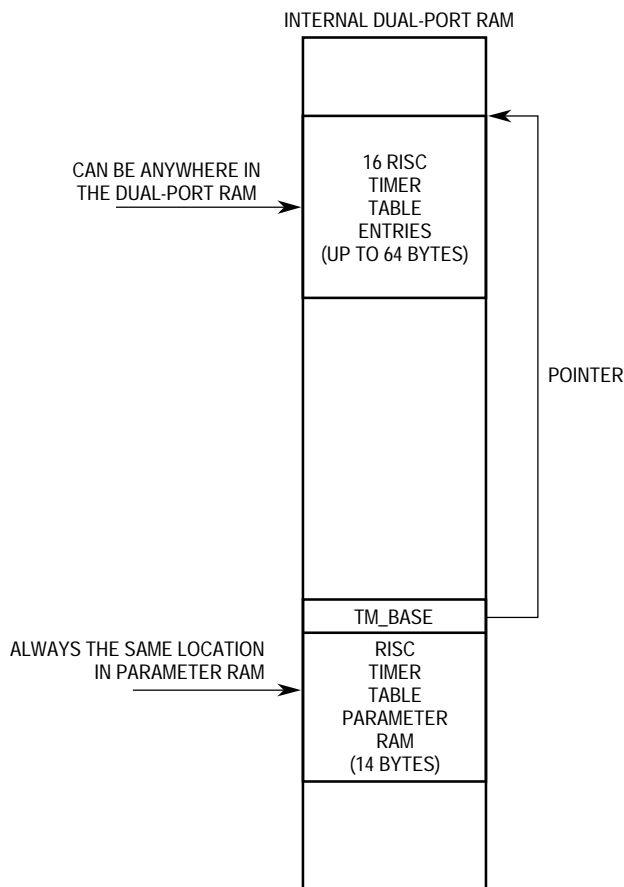 INTERNAL DUAL-PORT RAM
CAN BE ANYWHERE IN
THE DUAL-PORT RAM
16 RISC
TIMER
TABLE
ENTRIES
(UP TO 64 BYTES)
POINTER
TM_BASE
ALWAYS THE SAME LOCATION
IN PARAMETER RAM
RISC
TIMER
TABLE
PARAMETER
RAM
(14 BYTES)